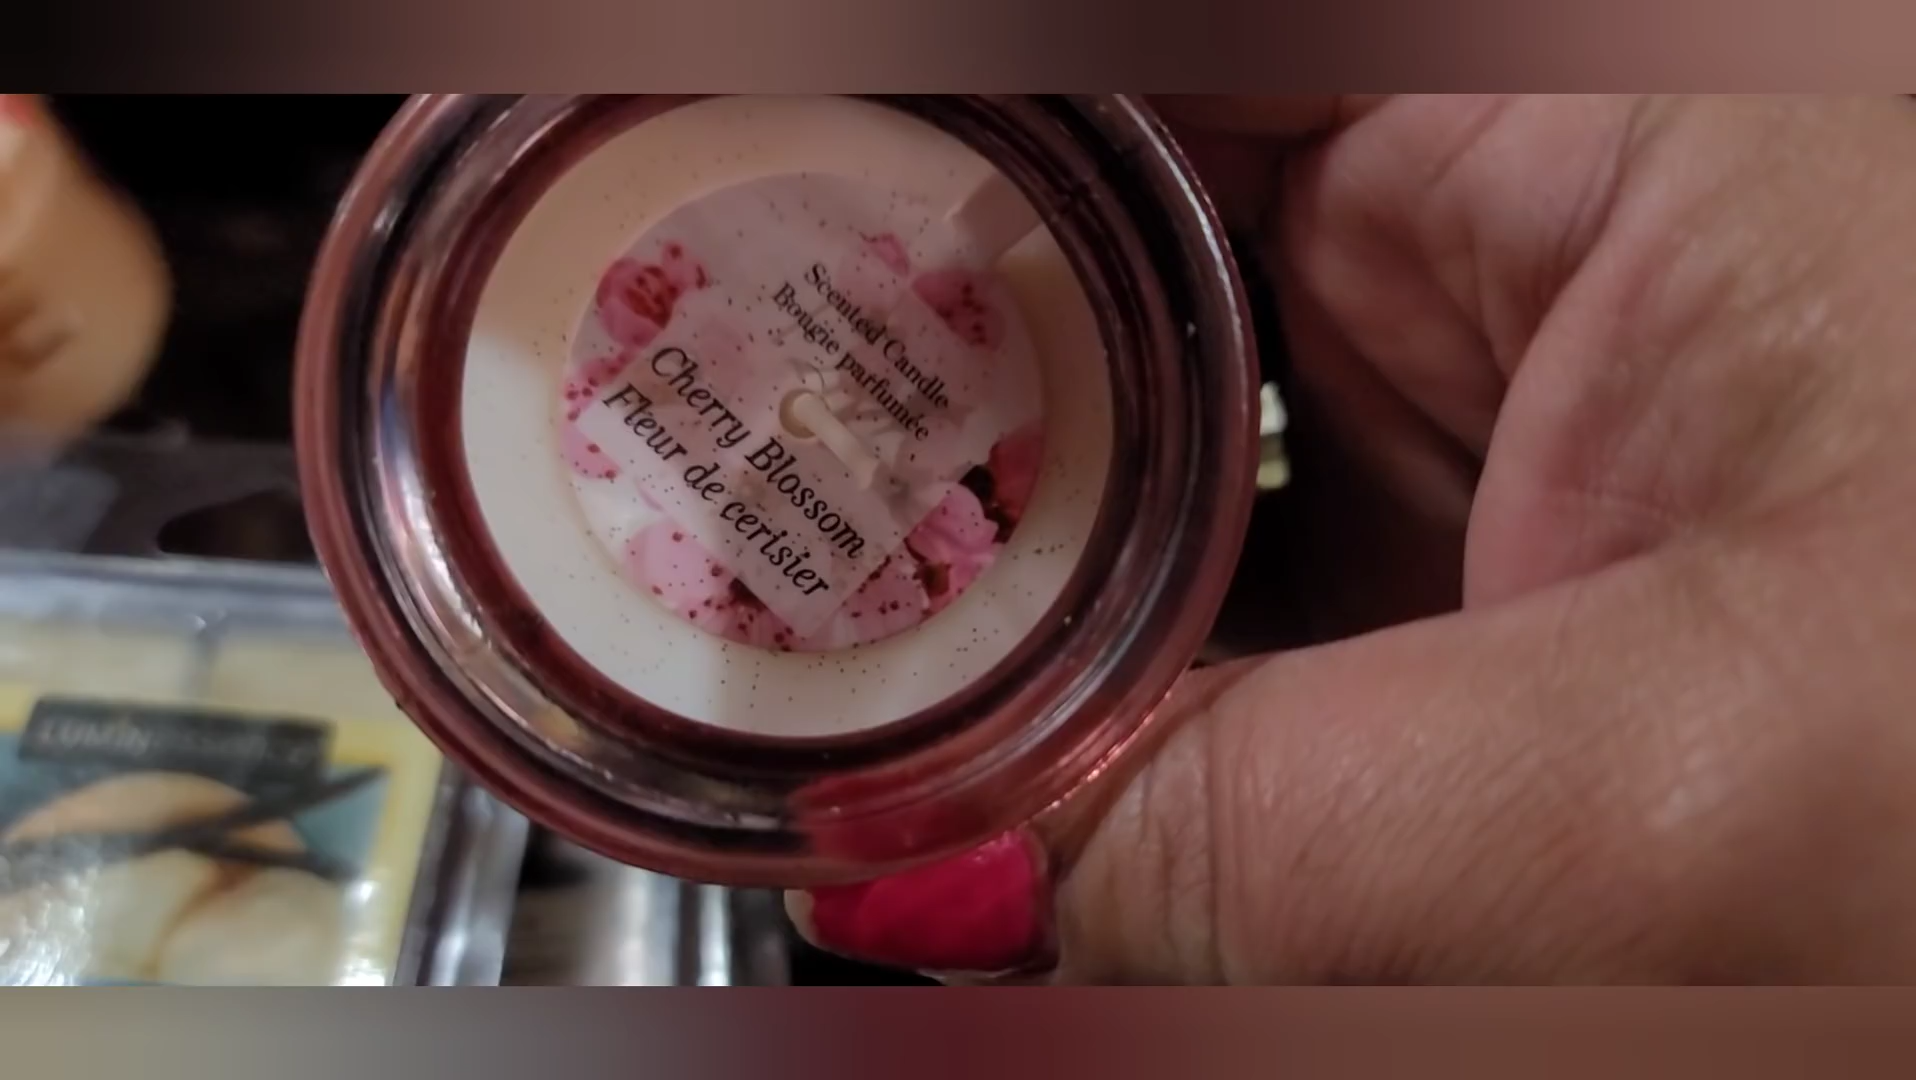 Scented Candle
Bougie parfumée
Cherry Blossom
Fleur de cerisier